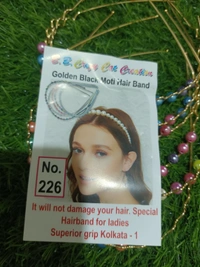 Golden Black Moti Hair Band
No.
226
It will not damage your hair. Special
Hairband for ladies
Superior grip Kolkata - 1